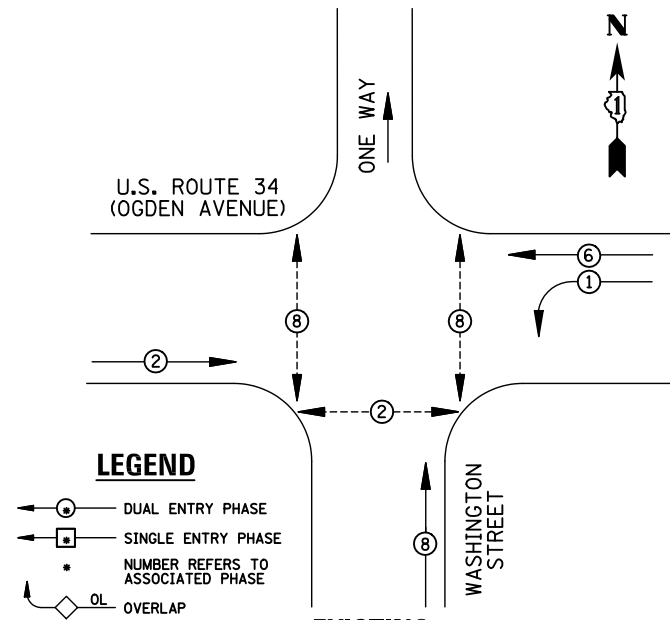 N
1
ONE WAY
U.S. ROUTE 34
(OGDEN AVENUE)
6
1
8
8
2
2
LEGEND
* DUAL ENTRY PHASE
* SINGLE ENTRY PHASE
* NUMBER REFERS TO
ASSOCIATED PHASE
OL OVERLAP
8
WASHINGTON
STREET
EXISTING